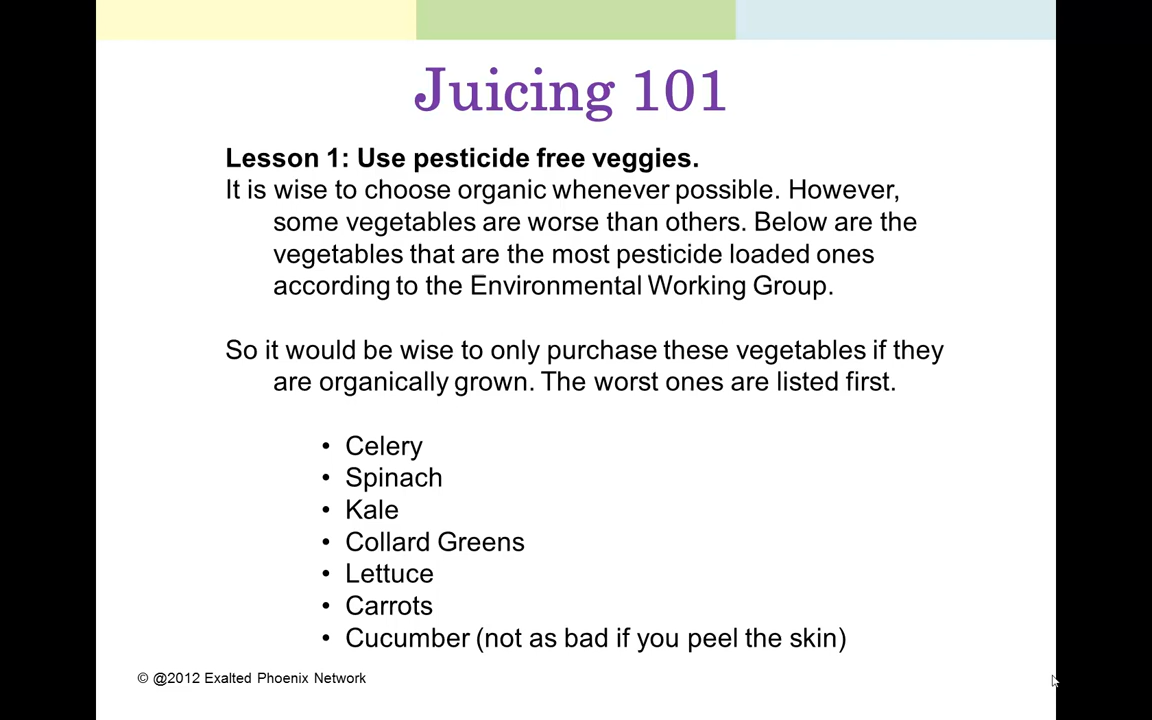 Juicing 101
Lesson 1: Use pesticide free veggies.
It is wise to choose organic whenever possible. However,
some vegetables are worse than others. Below are the
vegetables that are the most pesticide loaded ones
according to the Environmental Working Group.
So it would be wise to only purchase these vegetables if they
are organically grown. The worst ones are listed first.
• Celery
• Spinach
• Kale
• Collard Greens
• Lettuce
• Carrots
• Cucumber (not as bad if you peel the skin)
© @2012 Exalted Phoenix Network